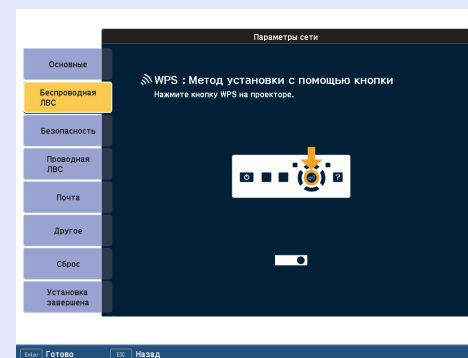 Параметры сети
Основные
Беспроводная
ЛВС
Безопасность
Проводная
ЛВС
Почта
Другое
Сброс
Установка
завершена
WPS : Метод установки с помощью кнопки
Нажмите кнопку WPS на проекторе.
?
Enter Готово
ESC Назад